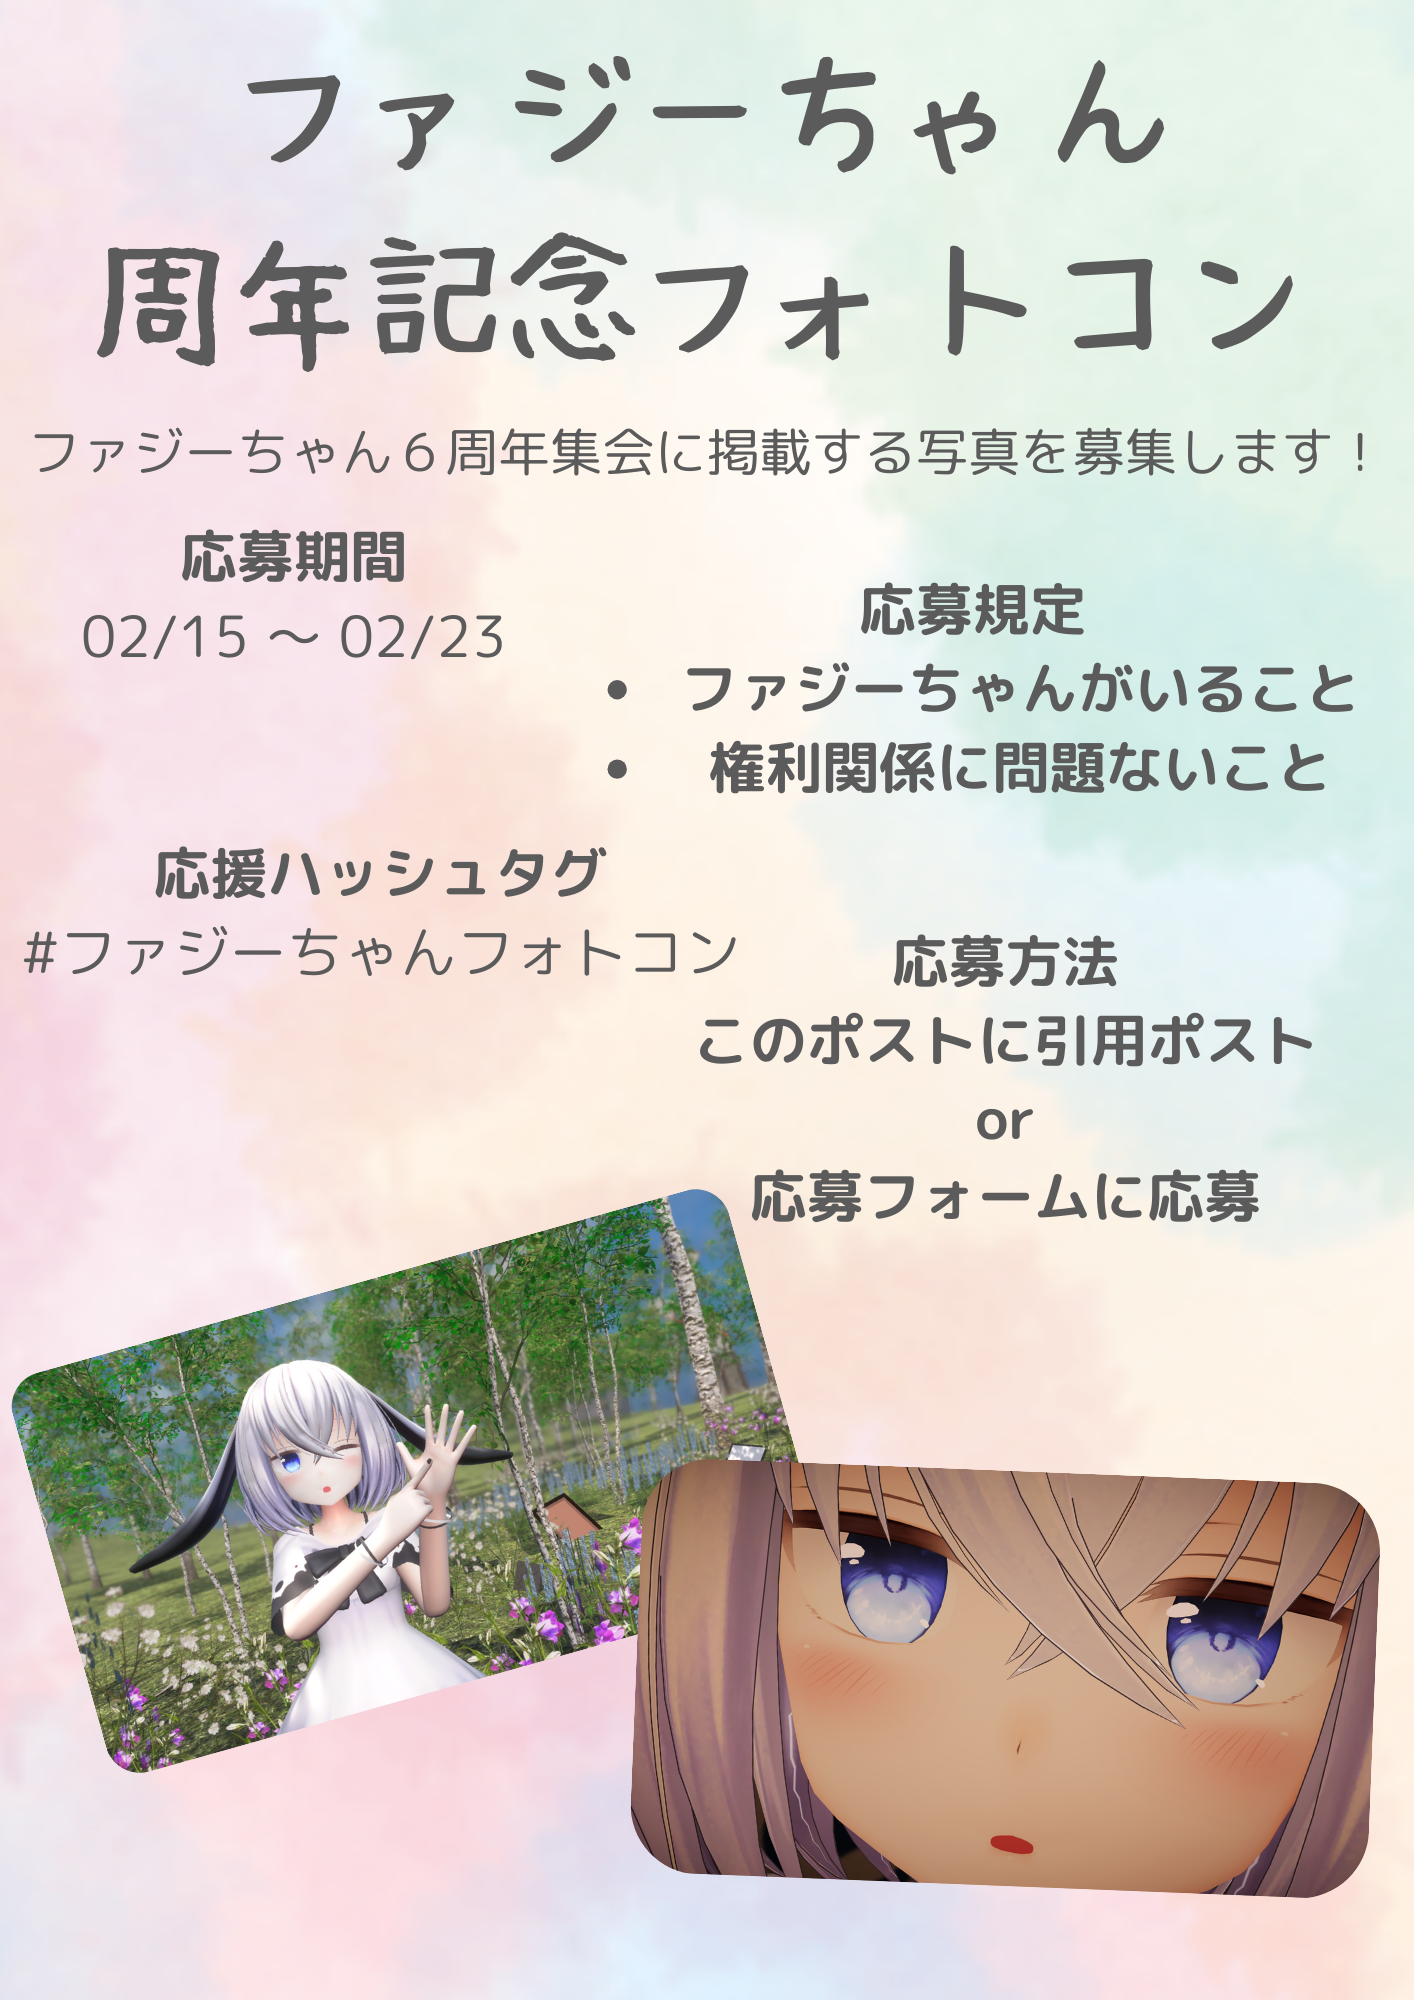 ファジーちゃん
周年記念フォトコン
ファジーちゃん６周年集会に掲載する写真を募集します！
応募期間
02/15 〜 02/23
応募規定
• ファジーちゃんがいること
• 権利関係に問題ないこと
応援ハッシュタグ
#ファジーちゃんフォトコン
応募方法
このポストに引用ポスト
or
応募フォームに応募